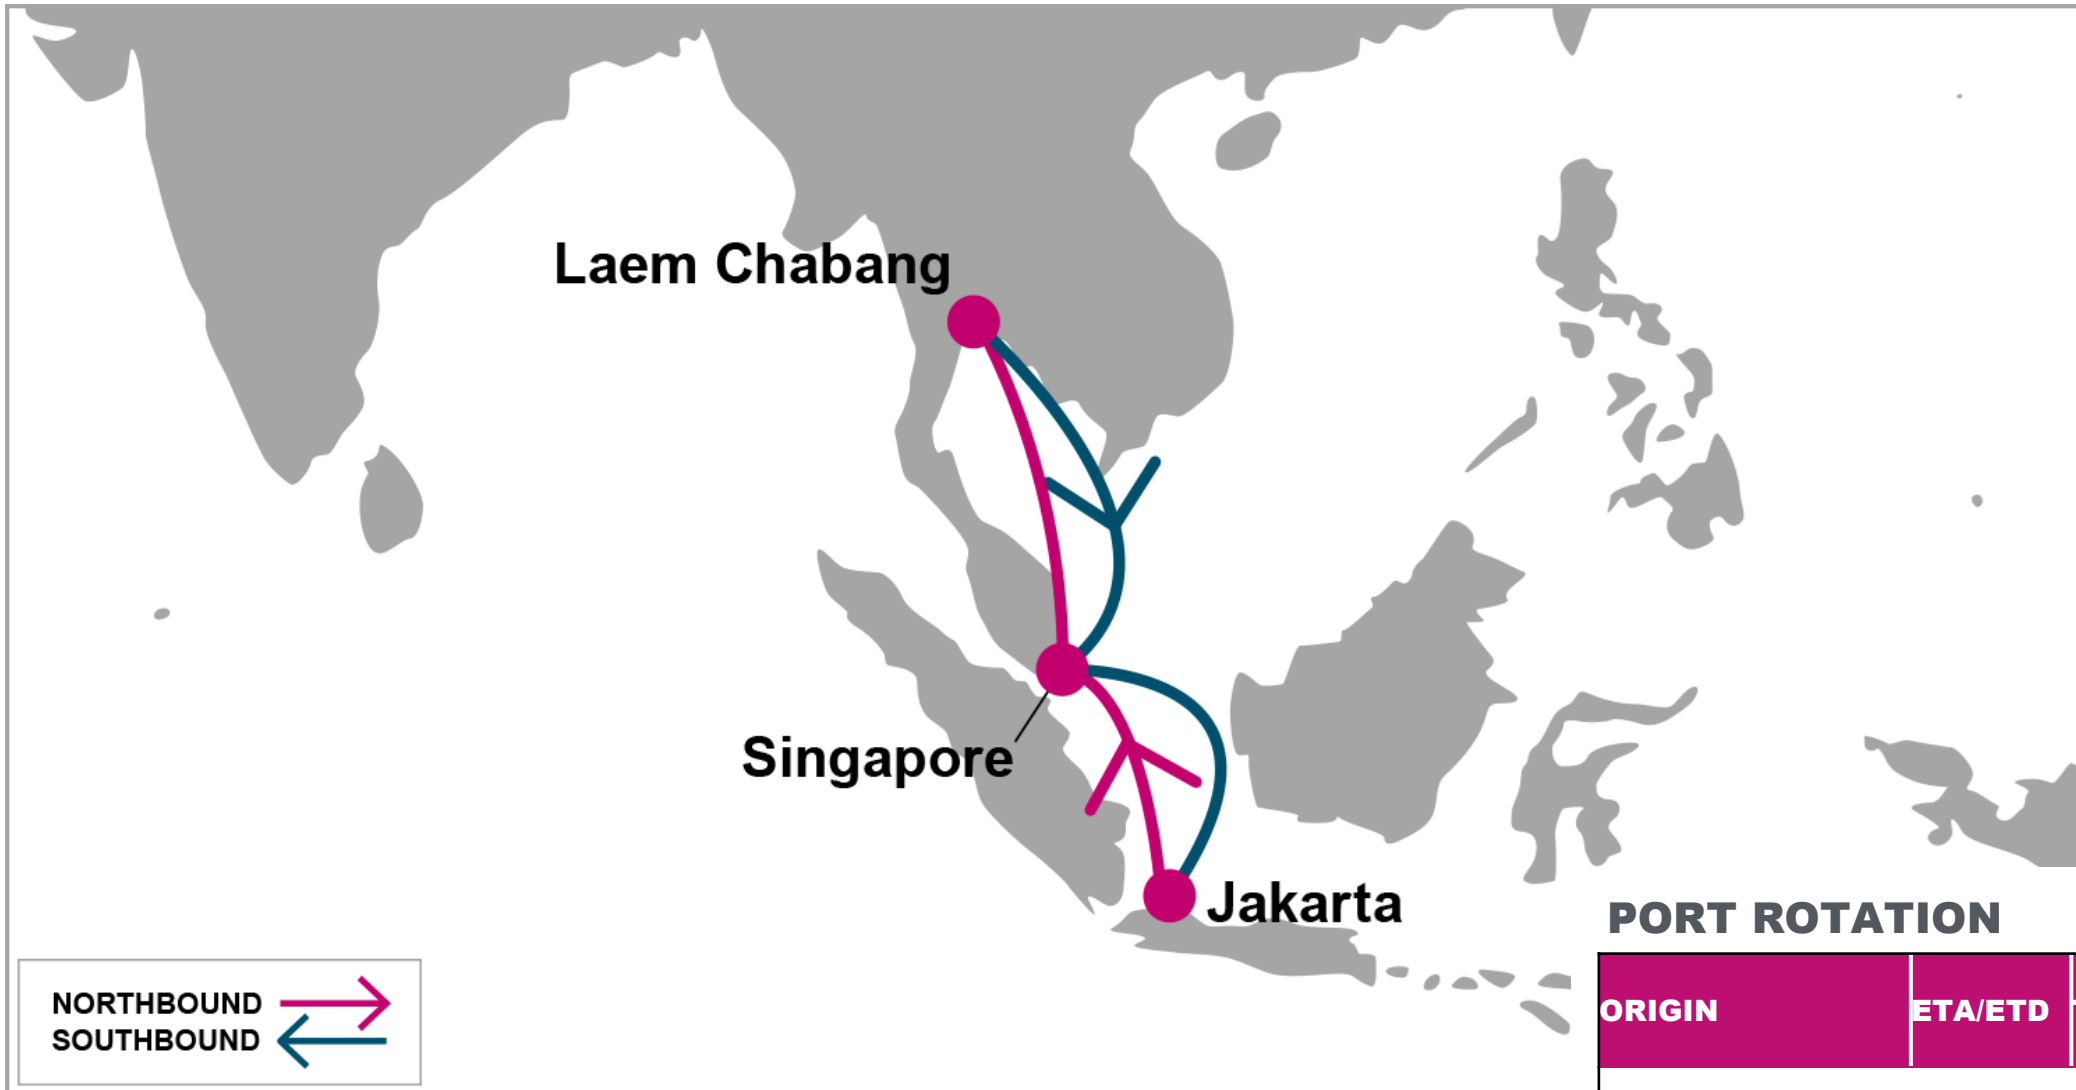 Laem Chabang
Singapore
Jakarta
PORT ROTATION
ORIGIN
ETA/ETD
NORTHBOUND
SOUTHBOUND